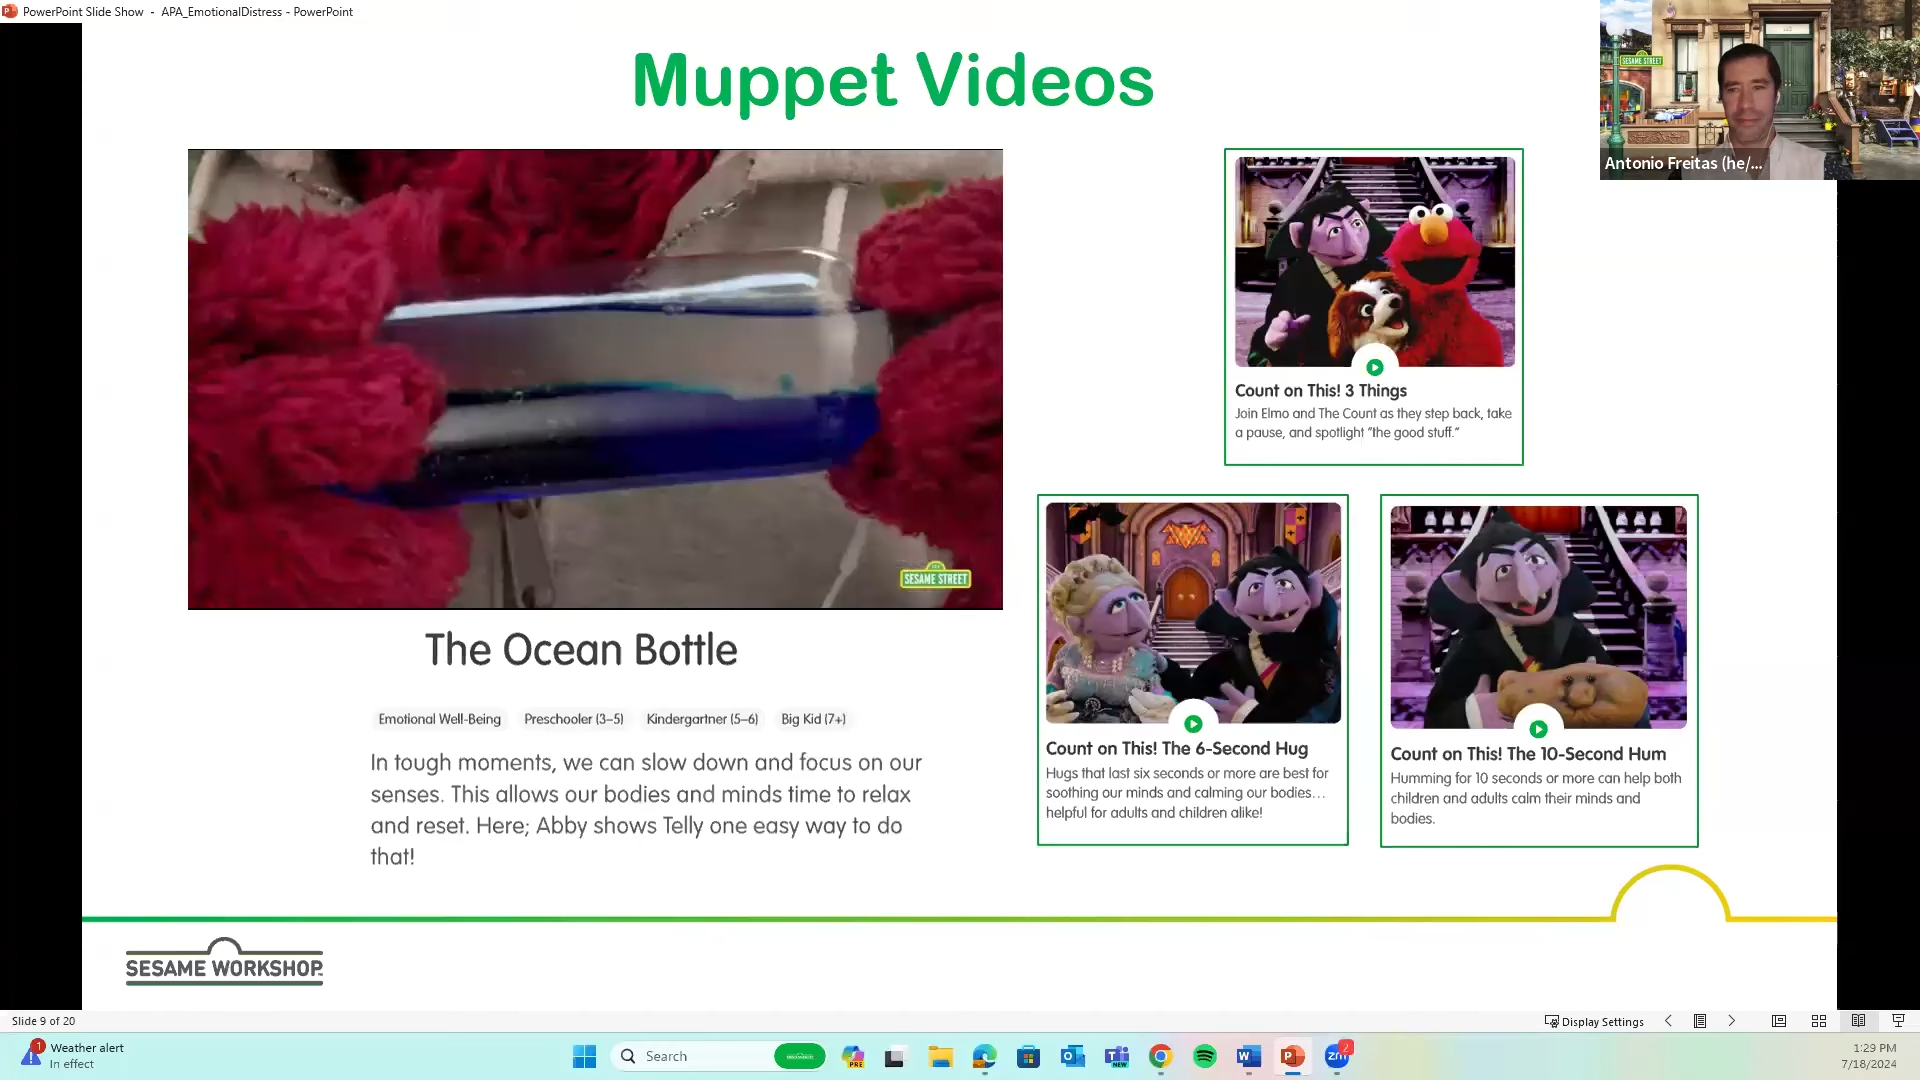 PowerPoint Slide Show - APA_EmotionalDistress - PowerPoint
Muppet Videos
SESAME STREET
Antonio Freitas (he/...
SESAME STREET
The Ocean Bottle
Emotional Well-Being Preschooler (3–5) Kindergartner (5–6) Big Kid (7+)
In tough moments, we can slow down and focus on our
senses. This allows our bodies and minds time to relax
and reset. Here; Abby shows Telly one easy way to do
that!
Count on This! 3 Things
Join Elmo and The Count as they step back, take
a pause, and spotlight "the good stuff."
Count on This! The 6-Second Hug
Hugs that last six seconds or more are best for
soothing our minds and calming our bodies...
helpful for adults and children alike!
Count on This! The 10-Second Hum
Humming for 10 seconds or more can help both
children and adults calm their minds and
bodies.
SESAME WORKSHOP
Slide 9 of 20
Display Settings
1
Weather alert
In effect
Search
PRE
NEW
2
zm
1:29 PM
7/18/2024